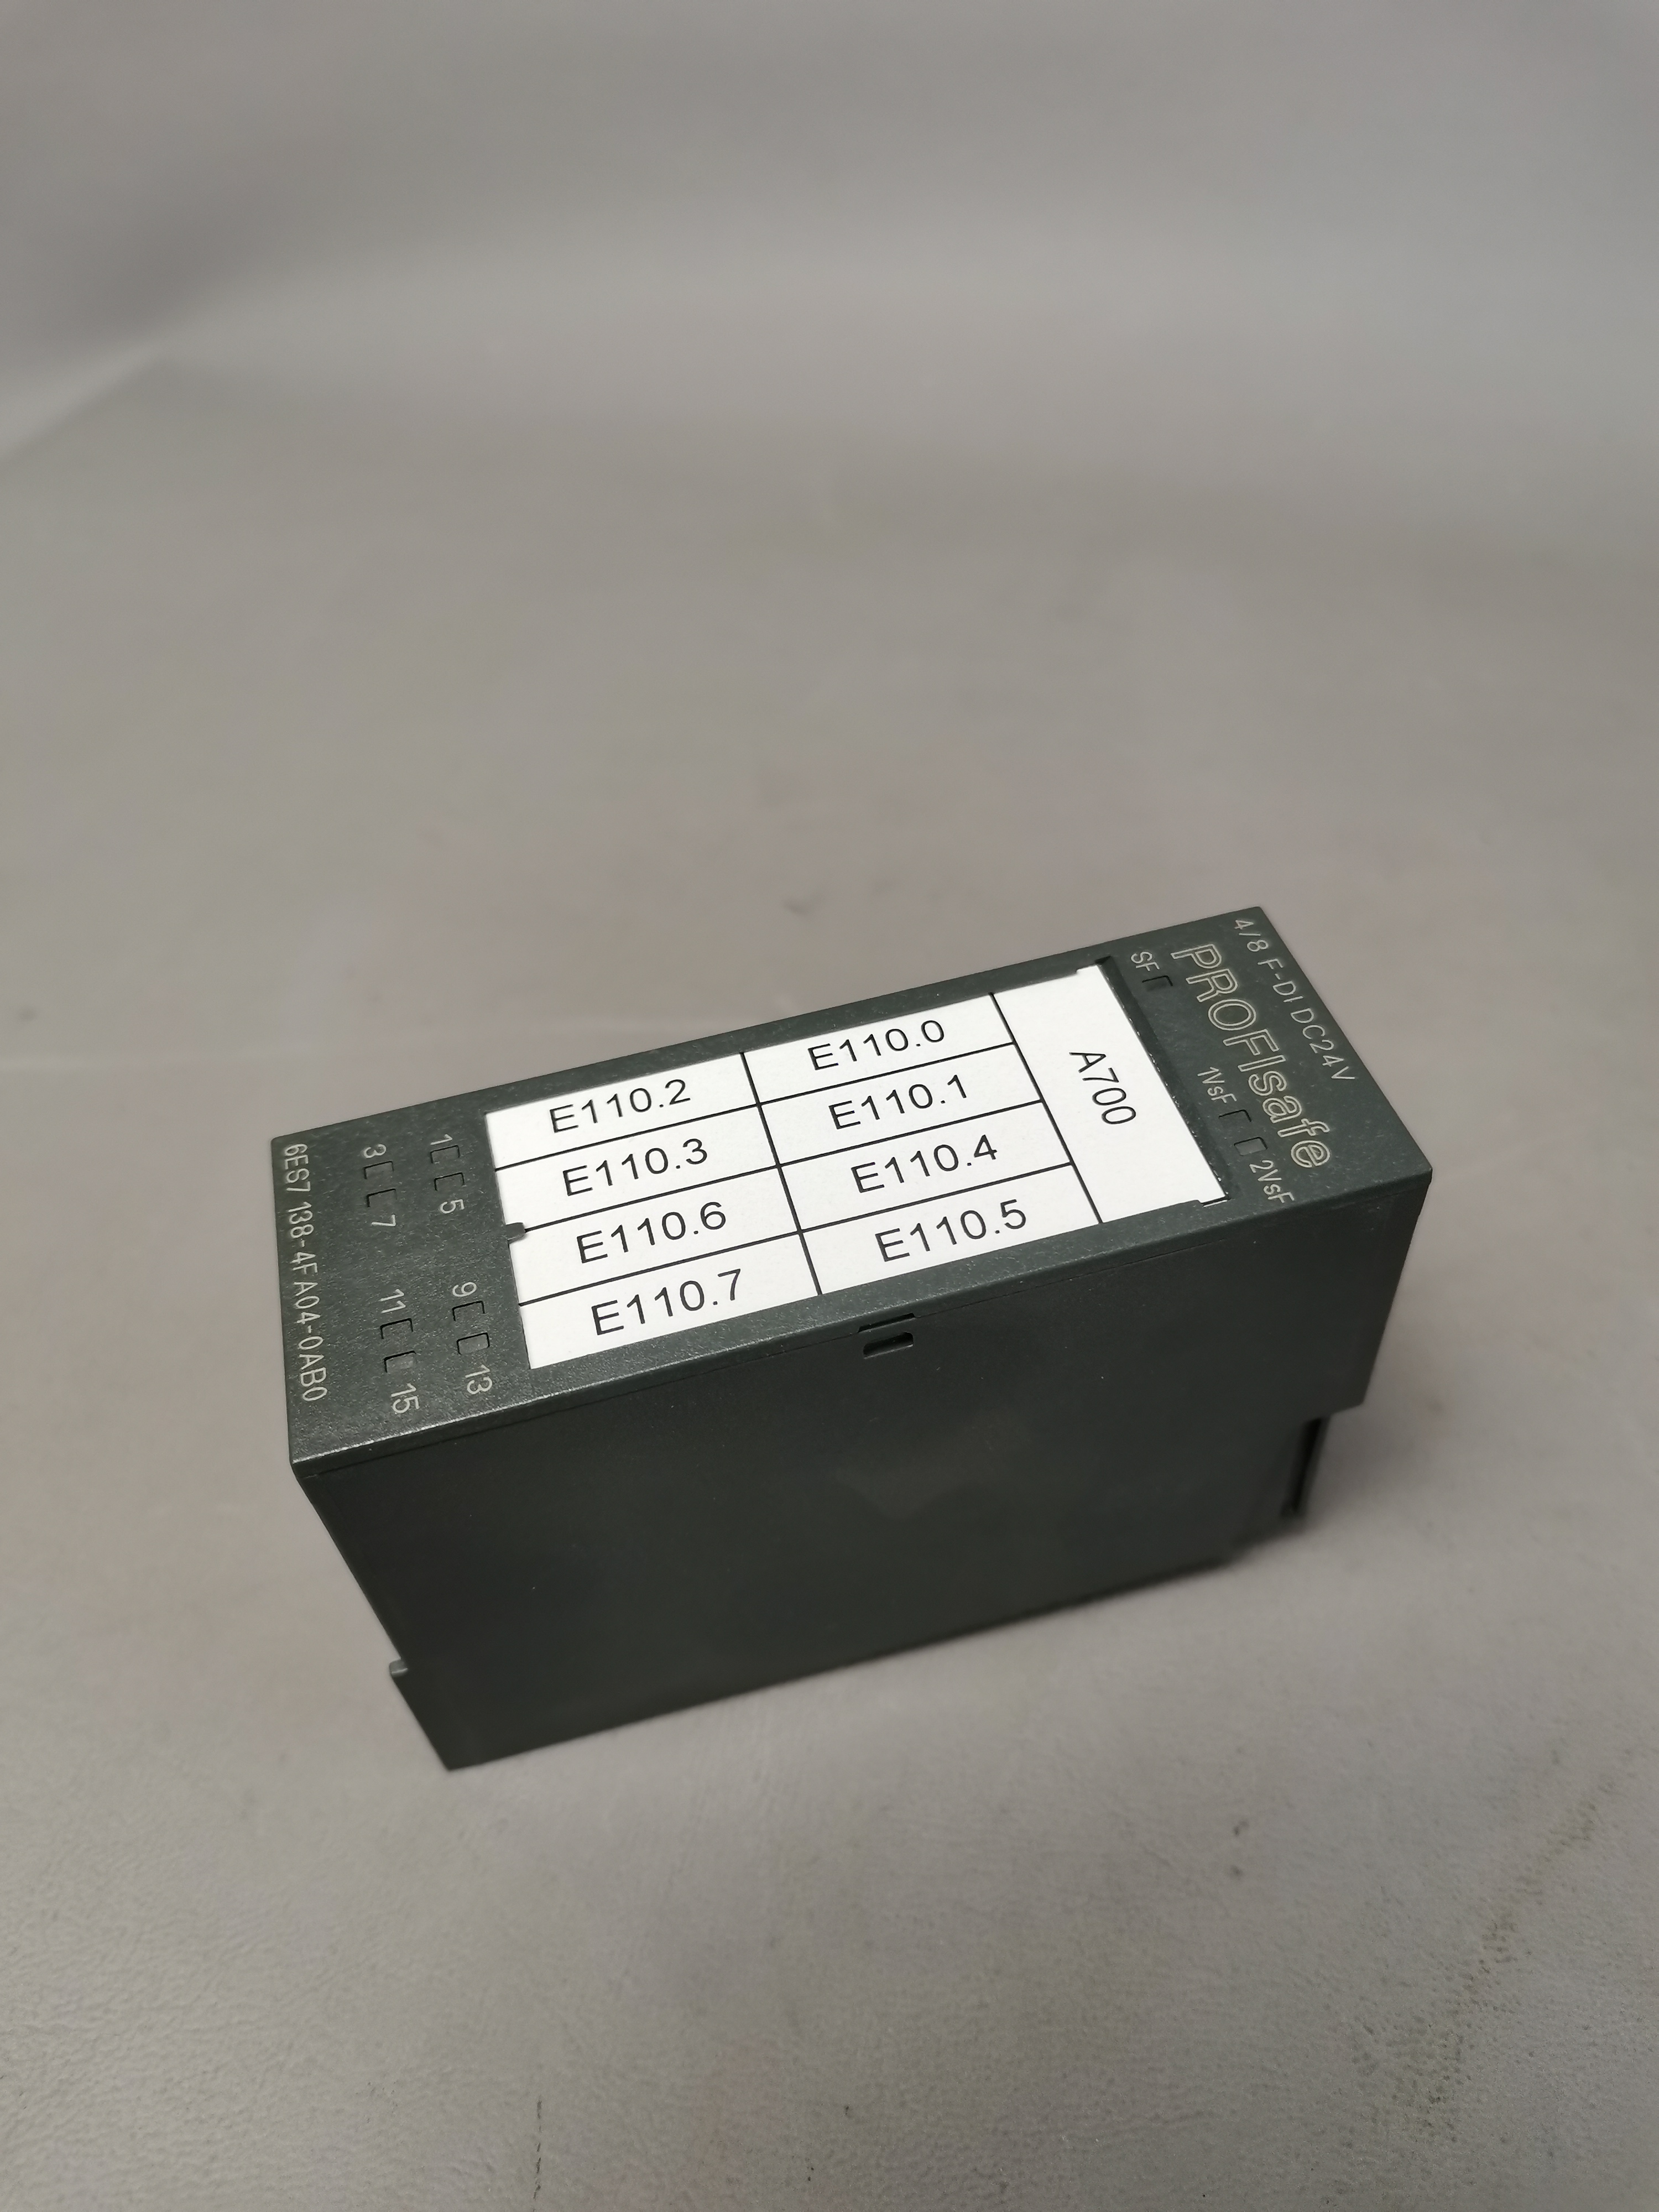 4/8 F-DI DC24V
PROFIsafe
SF
1VsF
2VsF
A700
E110.2 E110.0
E110.3 E110.1
E110.6 E110.4
E110.7 E110.5
1 5 9 13
3 7 11 15
6ES7 138-4FA04-0AB0